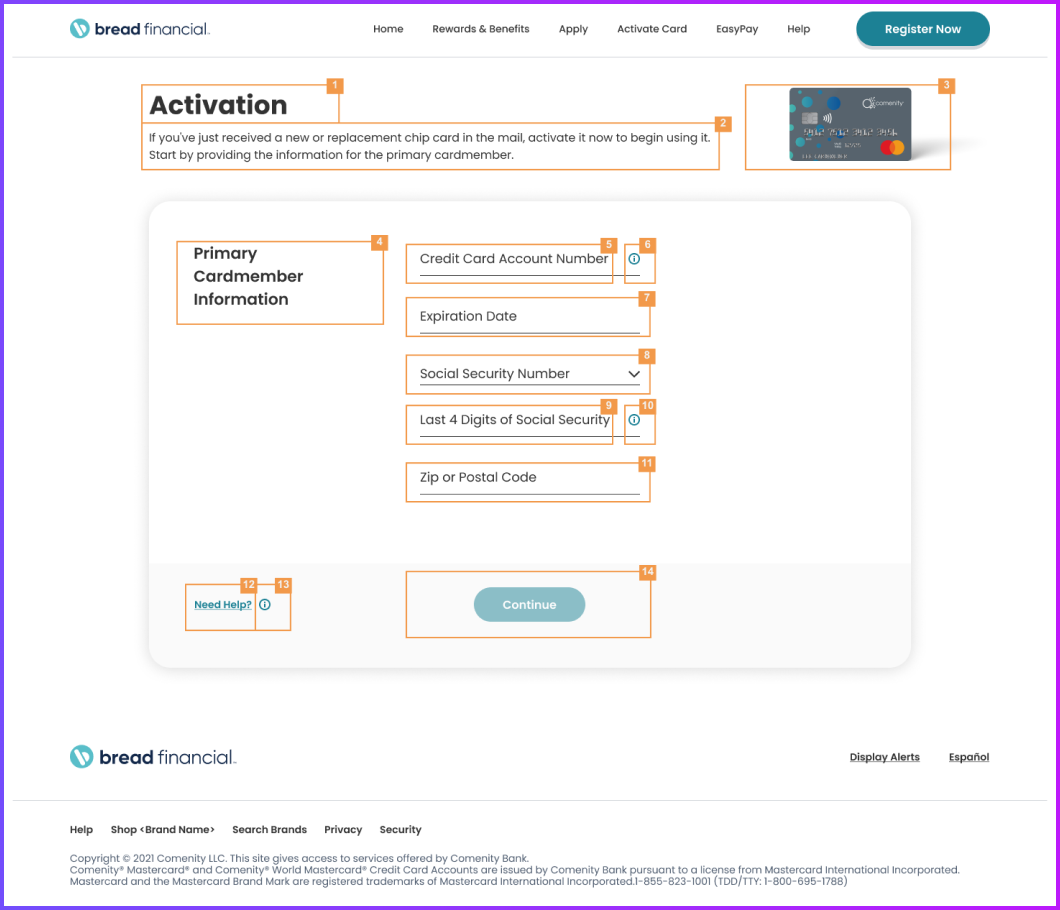 bread financial.
Home Rewards & Benefits Apply Activate Card EasyPay Help Register Now
1
Activation
2
If you've just received a new or replacement chip card in the mail, activate it now to begin using it.
Start by providing the information for the primary cardmember.
3
comenity
4
Primary
Cardmember
Information
5
Credit Card Account Number
6
7
Expiration Date
8
Social Security Number
9
Last 4 Digits of Social Security
10
11
Zip or Postal Code
12
Need Help?
13
14
Continue
bread financial.
Display Alerts Español
Help Shop <Brand Name> Search Brands Privacy Security
Copyright © 2021 Comenity LLC. This site gives access to services offered by Comenity Bank.
Comenity® Mastercard® and Comenity® World Mastercard® Credit Card Accounts are issued by Comenity Bank pursuant to a license from Mastercard International Incorporated.
Mastercard and the Mastercard Brand Mark are registered trademarks of Mastercard International Incorporated.1-855-823-1001 (TDD/TTY: 1-800-695-1788)